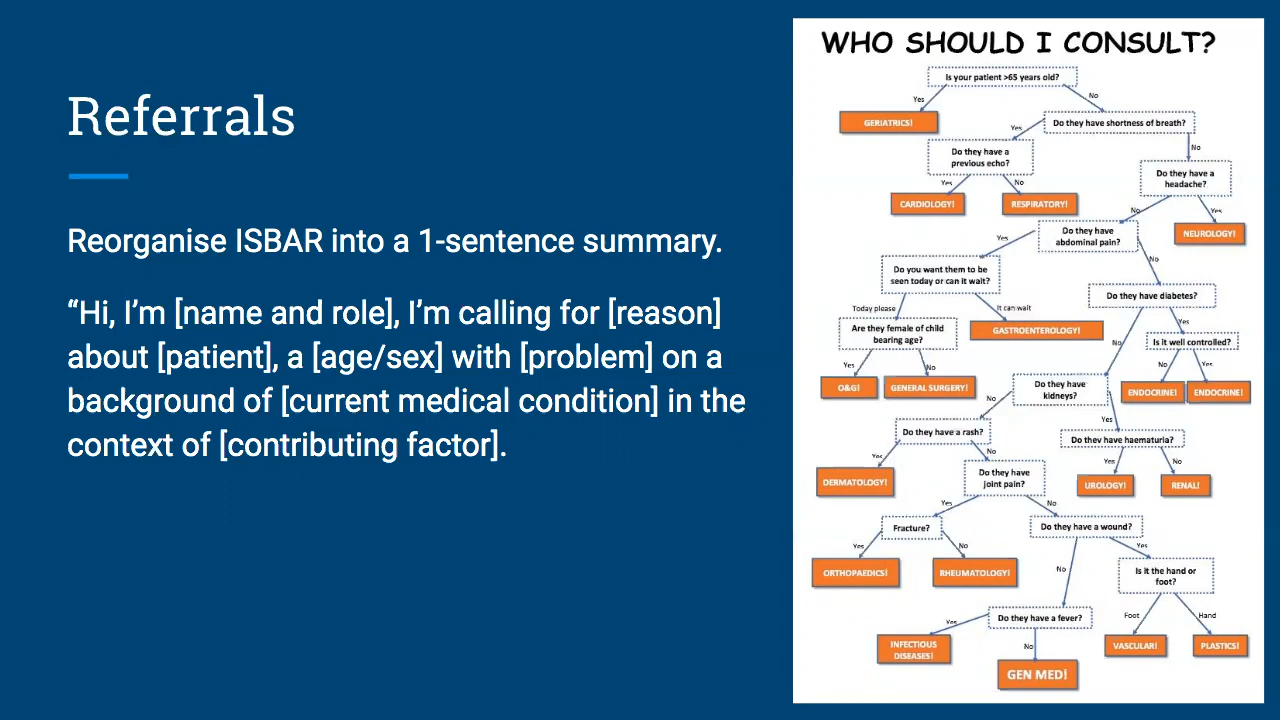 Referrals
Reorganise ISBAR into a 1-sentence summary.
“Hi, I’m [name and role], I’m calling for [reason]
about [patient], a [age/sex] with [problem] on a
background of [current medical condition] in the
context of [contributing factor].
WHO SHOULD I CONSULT?
Is your patient >65 years old?
Yes
No
GERIATRICS!
Do they have shortness of breath?
Yes
No
Do they have a
previous echo?
Yes
No
CARDIOLOGY!
RESPIRATORY!
Do they have a
headache?
No
Yes
NEUROLOGY!
Do they have
abdominal pain?
Yes
No
Do you want them to be
seen today or can it wait?
Today please
It can wait
GASTROENTEROLOGY!
Are they female of child
bearing age?
Yes
No
O&G!
GENERAL SURGERY!
Do they have diabetes?
No
Yes
Is it well controlled?
No
Yes
ENDOCRINE!
ENDOCRINE!
Do they have
kidneys?
No
Yes
Do they have haematuria?
Yes
No
UROLOGY!
RENAL!
Do they have a rash?
Yes
No
DERMATOLOGY!
Do they have
joint pain?
Yes
No
Fracture?
Yes
No
ORTHOPAEDICS!
RHEUMATOLOGY!
Do they have a wound?
No
Yes
Is it the hand or
foot?
Foot
Hand
VASCULAR!
PLASTICS!
Do they have a fever?
Yes
No
INFECTIOUS
DISEASES!
GEN MED!